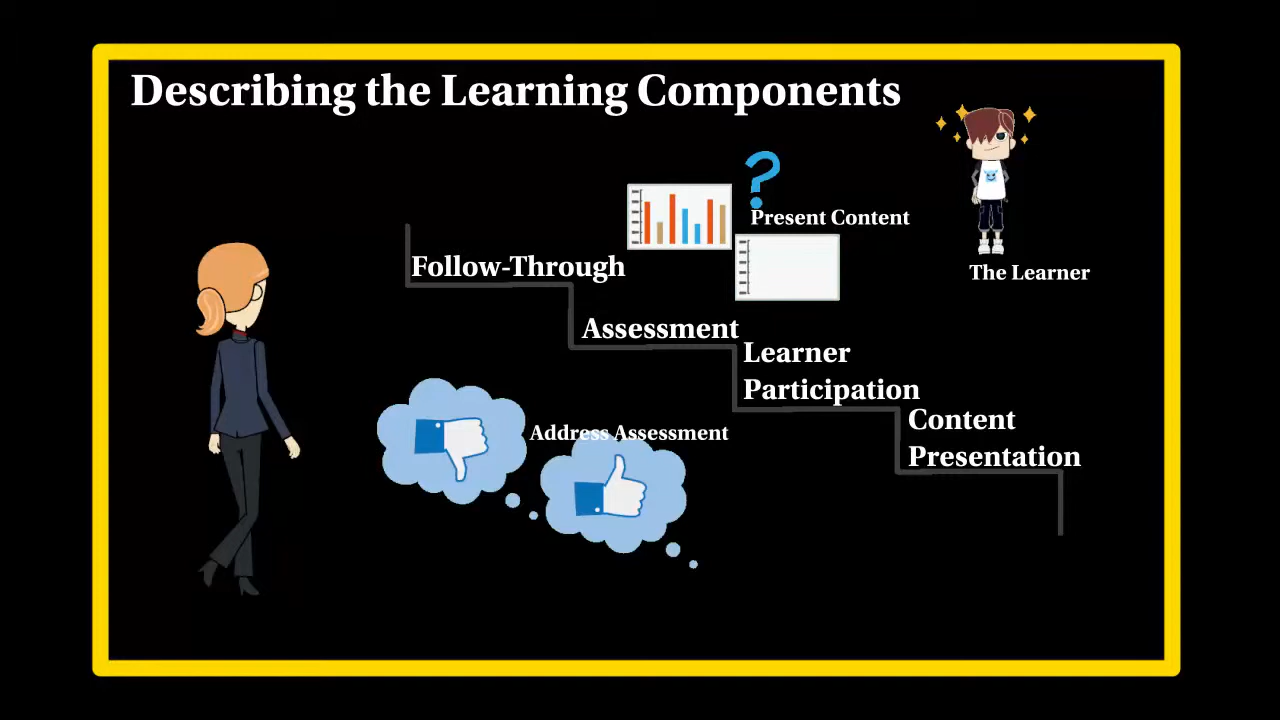 Describing the Learning Components
?
Present Content
The Learner
Follow-Through
Assessment
Learner
Participation
Content
Presentation
Address Assessment